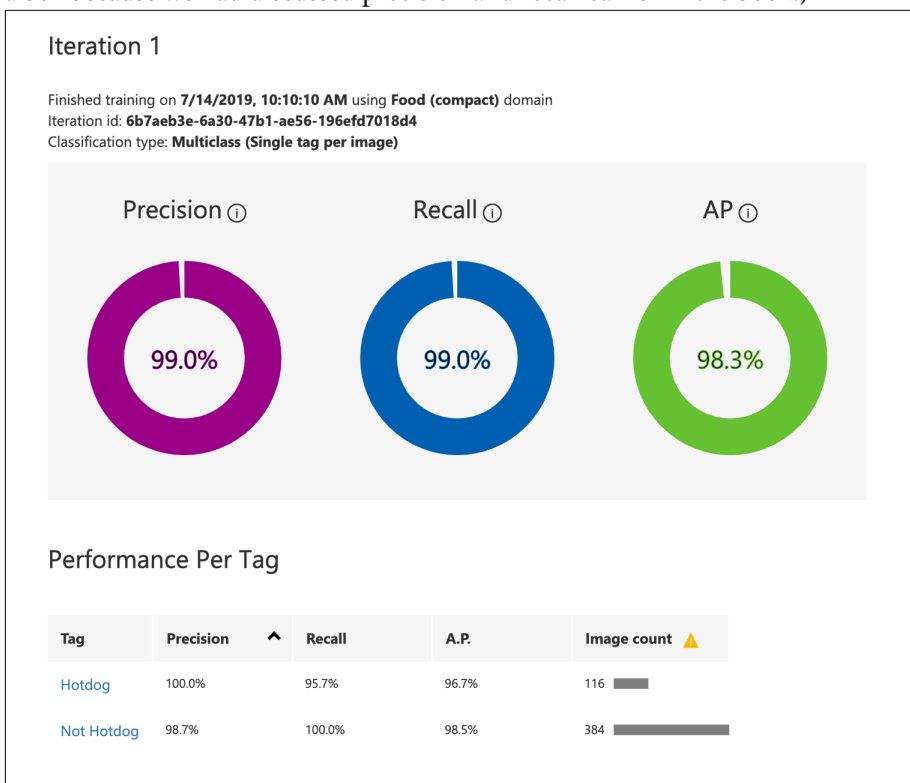 Iteration 1
Finished training on 7/14/2019, 10:10:10 AM using Food (compact) domain
Iteration id: 6b7aeb3e-6a30-47b1-ae56-196efd7018d4
Classification type: Multiclass (Single tag per image)
Precision Recall AP
99.0% 99.0% 98.3%
Performance Per Tag
Tag Precision Recall A.P. Image count
Hotdog 100.0% 95.7% 96.7% 116
Not Hotdog 98.7% 100.0% 98.5% 384